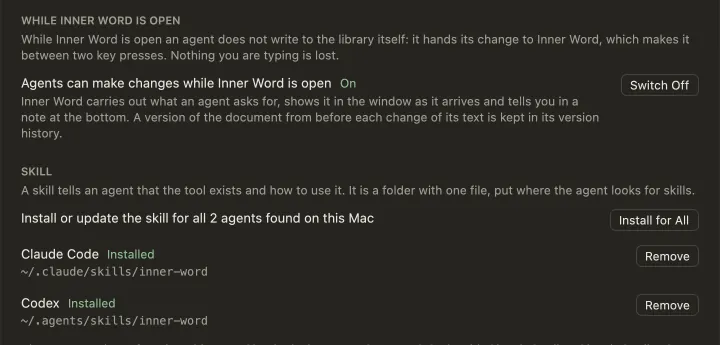 WHILE INNER WORD IS OPEN
While Inner Word is open an agent does not write to the library itself: it hands its change to Inner Word, which makes it
between two key presses. Nothing you are typing is lost.
Agents can make changes while Inner Word is open On
Switch Off
Inner Word carries out what an agent asks for, shows it in the window as it arrives and tells you in a
note at the bottom. A version of the document from before each change of its text is kept in its version
history.
SKILL
A skill tells an agent that the tool exists and how to use it. It is a folder with one file, put where the agent looks for skills.
Install or update the skill for all 2 agents found on this Mac
Install for All
Claude Code Installed
Remove
~/.claude/skills/inner-word
Codex Installed
Remove
~/.agents/skills/inner-word